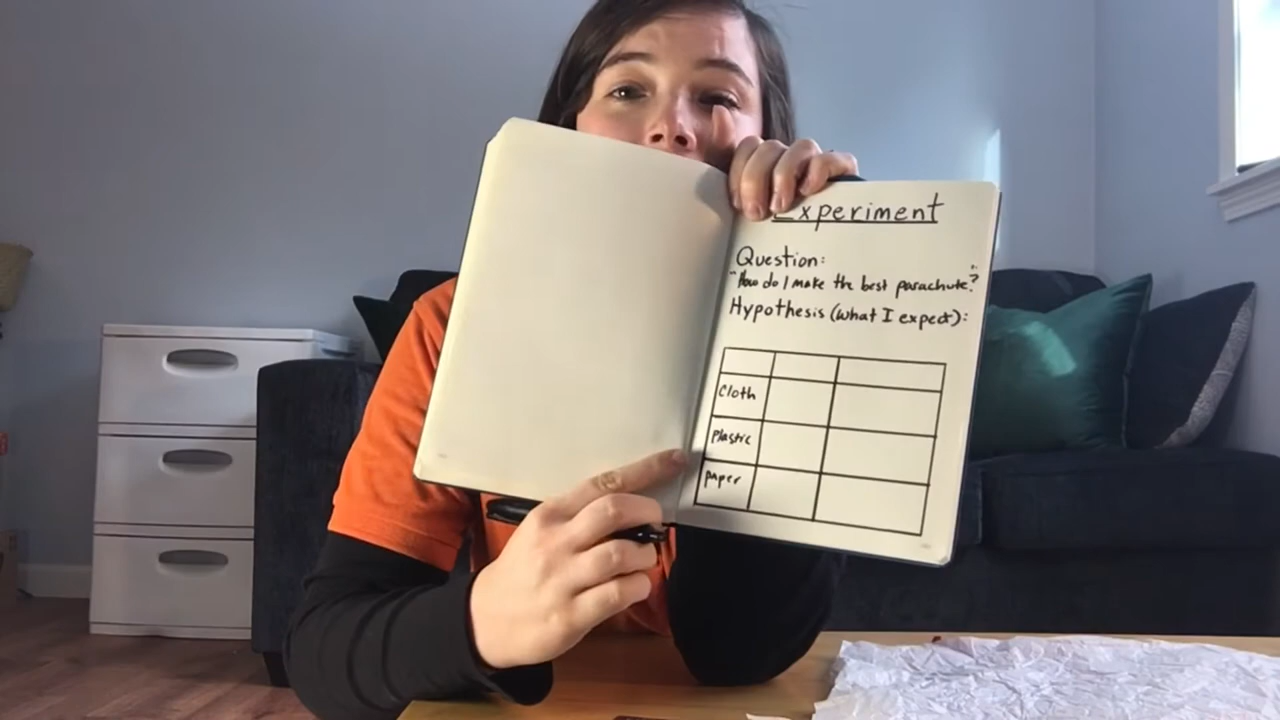 Experiment
Question:
"How do I make the best parachute?"
Hypothesis (what I expect):
Cloth
Plastic
paper